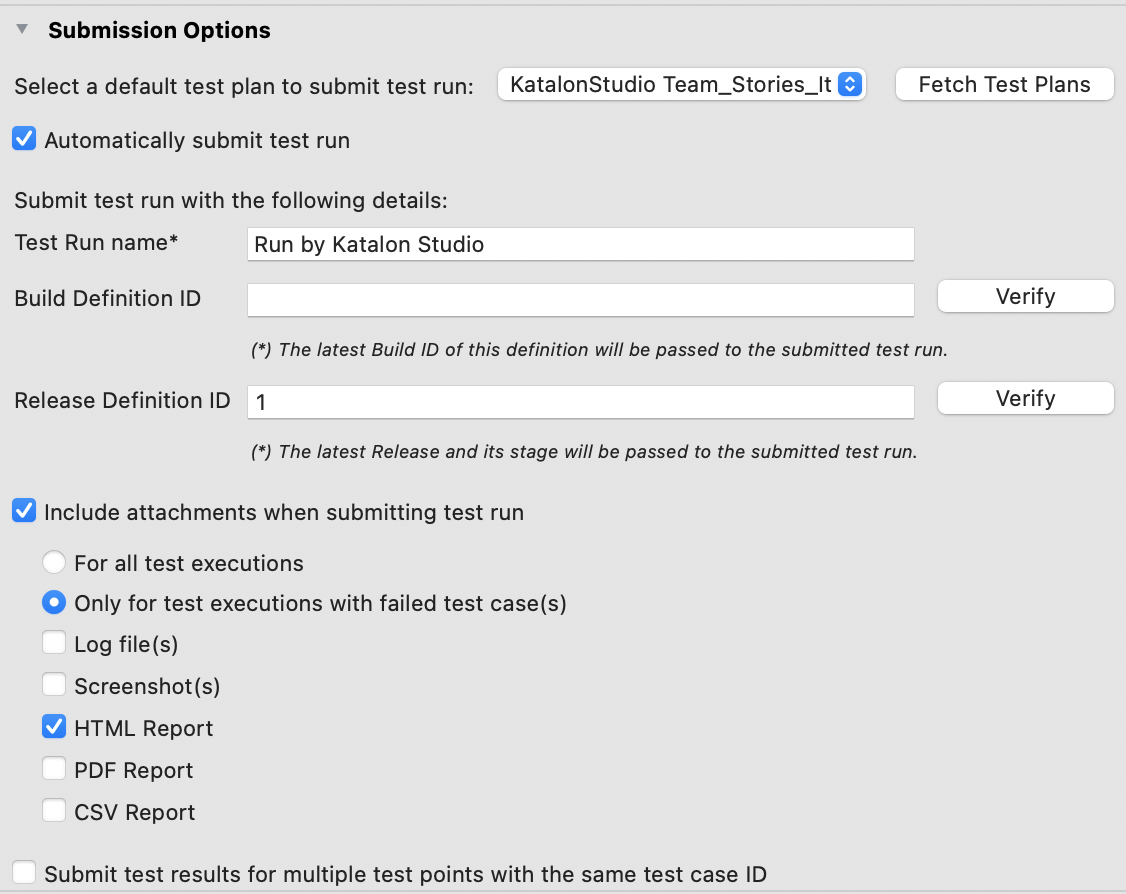 Submission Options
Select a default test plan to submit test run: KatalonStudio Team_Stories_It Fetch Test Plans
Automatically submit test run
Submit test run with the following details:
Test Run name* Run by Katalon Studio
Build Definition ID Verify
(*) The latest Build ID of this definition will be passed to the submitted test run.
Release Definition ID 1 Verify
(*) The latest Release and its stage will be passed to the submitted test run.
Include attachments when submitting test run
For all test executions
Only for test executions with failed test case(s)
Log file(s)
Screenshot(s)
HTML Report
PDF Report
CSV Report
Submit test results for multiple test points with the same test case ID